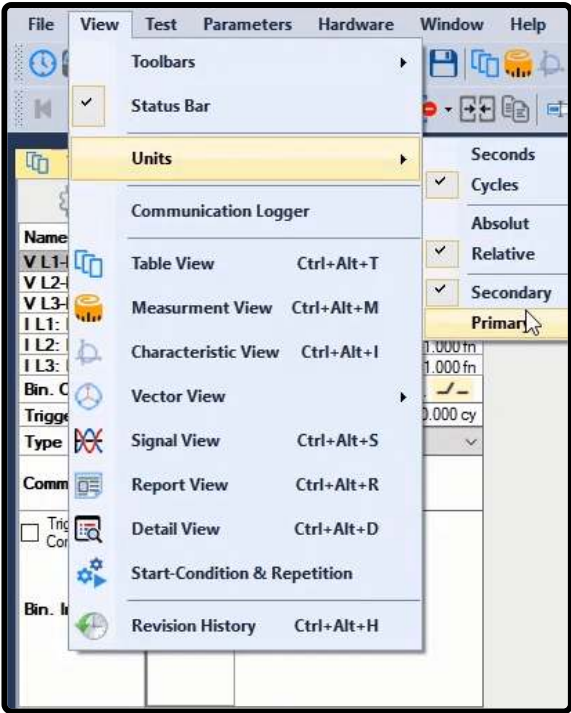 File View Test Parameters Hardware Window Help
Toolbars
Status Bar
Units
Seconds
Cycles
Absolut
Relative
Secondary
Primary
Communication Logger
Table View Ctrl+Alt+T
Measurment View Ctrl+Alt+M
Characteristic View Ctrl+Alt+I
Vector View
Signal View Ctrl+Alt+S
Report View Ctrl+Alt+R
Detail View Ctrl+Alt+D
Start-Condition & Repetition
Revision History Ctrl+Alt+H
Name
V L1-
V L2-
V L3-
I L1:
I L2: 1.000 fn
I L3: 1.000 fn
Bin.
Trigge 0.000 cy
Type
Comm
Trig
Con
Bin. I